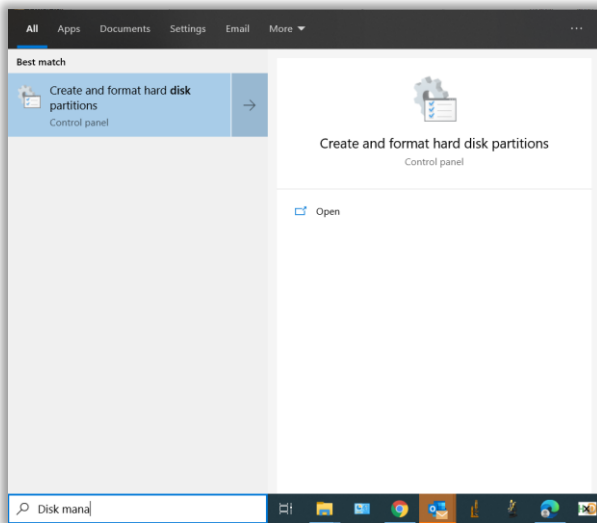 All Apps Documents Settings Email More
Best match
Create and format hard disk
partitions
Control panel
Create and format hard disk partitions
Control panel
Open
Disk mana